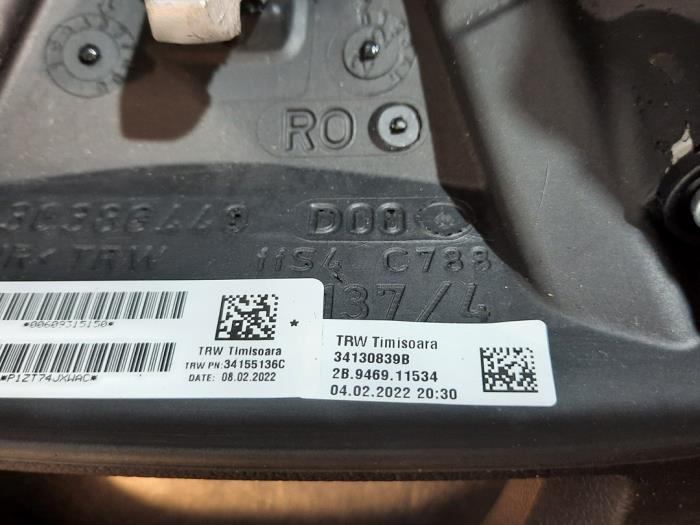 RO
D00
TRW 11S4 C788
137/4
*00609315150*
*P1ZT74JXWAC*
TRW Timisoara
TRW PN:34155136C
DATE: 08.02.2022
*
TRW Timisoara
34130839B
2B.9469.11534
04.02.2022 20:30